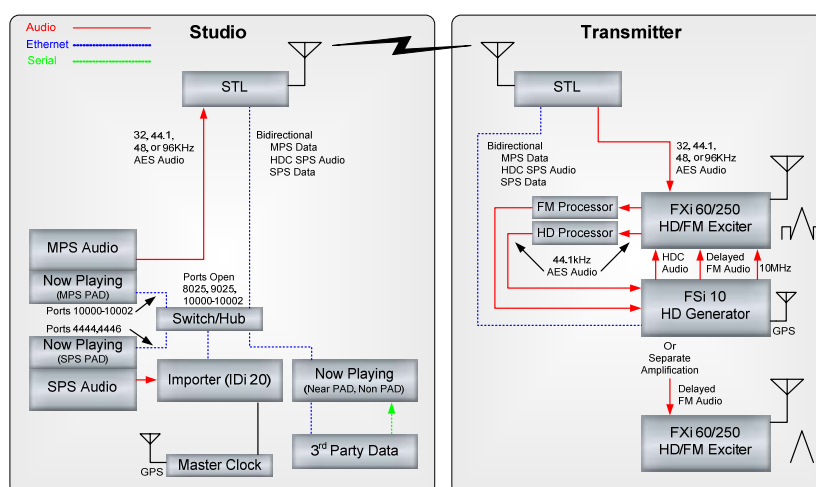 Audio
Ethernet
Serial
Studio
STL
32, 44.1,
48, or 96KHz
AES Audio
Bidirectional
MPS Data
HDC SPS Audio
SPS Data
MPS Audio
Now Playing
(MPS PAD)
Ports 10000-10002
Ports Open
8025, 9025,
10000-10002
Switch/Hub
Ports 4444,4446
Now Playing
(SPS PAD)
SPS Audio
Importer (IDi 20)
Now Playing
(Near PAD, Non PAD)
GPS
Master Clock
3rd Party Data
Transmitter
STL
Bidirectional
MPS Data
HDC SPS Audio
SPS Data
32, 44.1,
48, or 96KHz
AES Audio
FM Processor
HD Processor
FXi 60/250
HD/FM Exciter
44.1kHz
AES Audio
HDC
Audio
Delayed
FM Audio
10MHz
FSi 10
HD Generator
GPS
Or
Separate
Amplification
Delayed
FM Audio
FXi 60/250
HD/FM Exciter